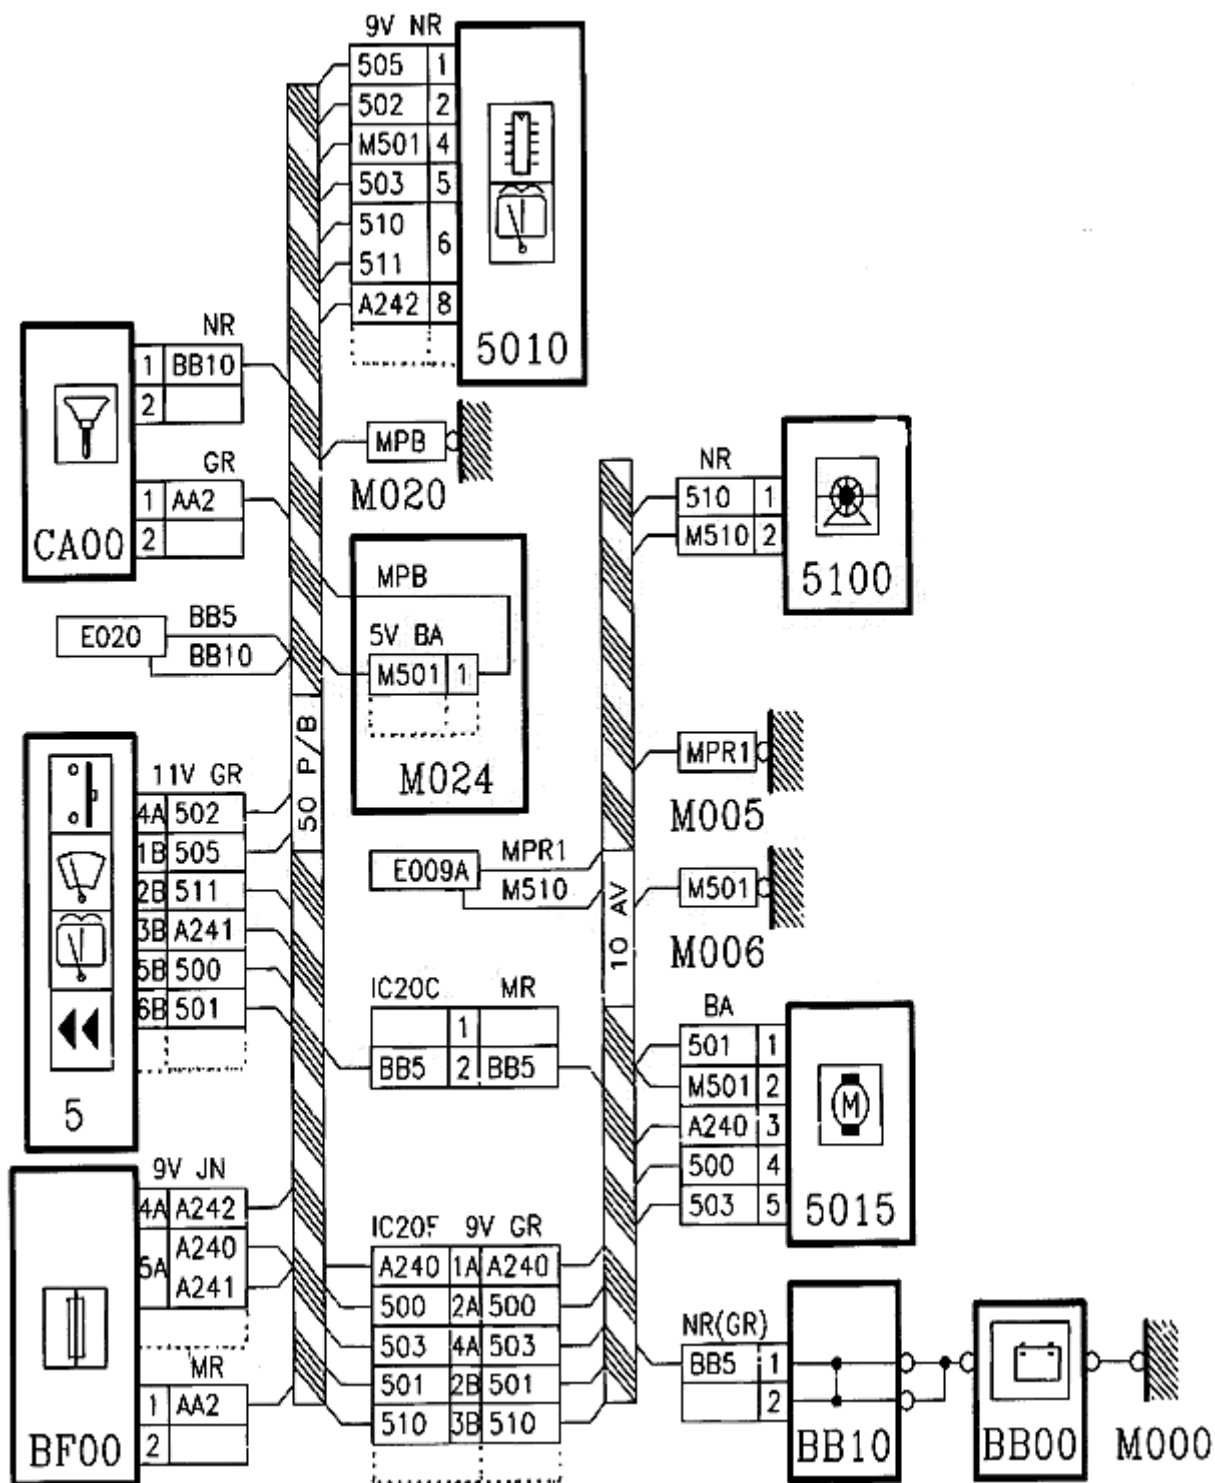 9V NR
505 1
502 2
M501 4
503 5
510
6
511
A242 8
5010
NR
1 BB10
2
GR
1 AA2
2
CA00
MPB
M020
NR
510 1
M510 2
5100
MPB
5V BA
M501 1
M024
E020
BB5
BB10
50 P/B
11V GR
4A 502
1B 505
2B 511
3B A241
5B 500
6B 501
5
MPR1
M005
E009A
MPR1
M510
10 AV
M501
M006
IC20C MR
1
BB5 2 BB5
BA
501 1
M501 2
A240 3
500 4
503 5
M
5015
9V JN
4A A242
A240
5A
A241
MR
1 AA2
2
BF00
IC20F 9V GR
A240 1A A240
500 2A 500
503 4A 503
501 2B 501
510 3B 510
NR(GR)
BB5 1
2
BB10
BB00
M000